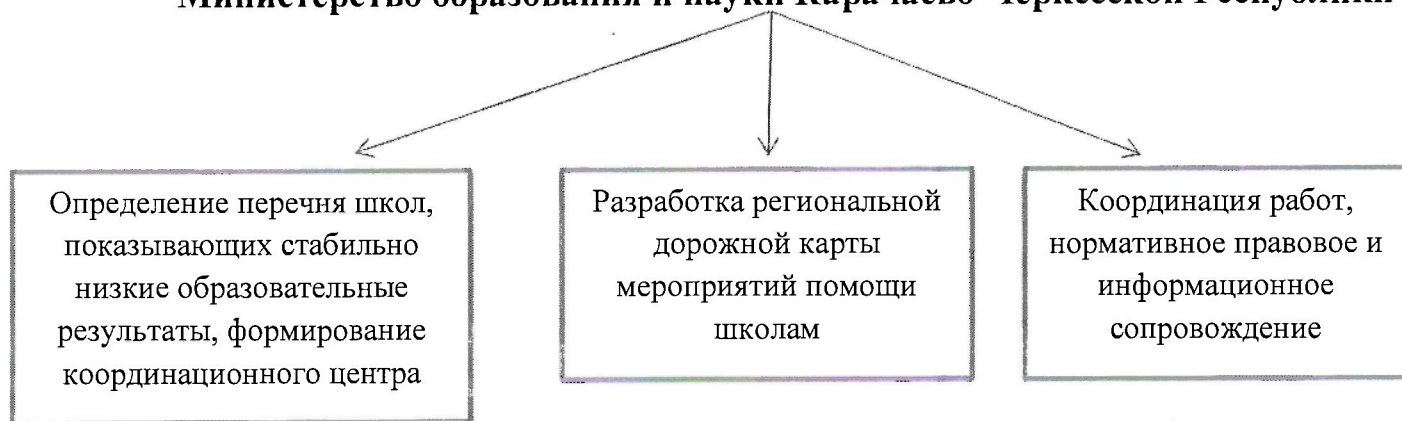 Министерство образования и науки Карачаево-Черкесской Республики
Определение перечня школ,
показывающих стабильно
низкие образовательные
результаты, формирование
координационного центра
Разработка региональной
дорожной карты
мероприятий помощи
школам
Координация работ,
нормативное правовое и
информационное
сопровождение